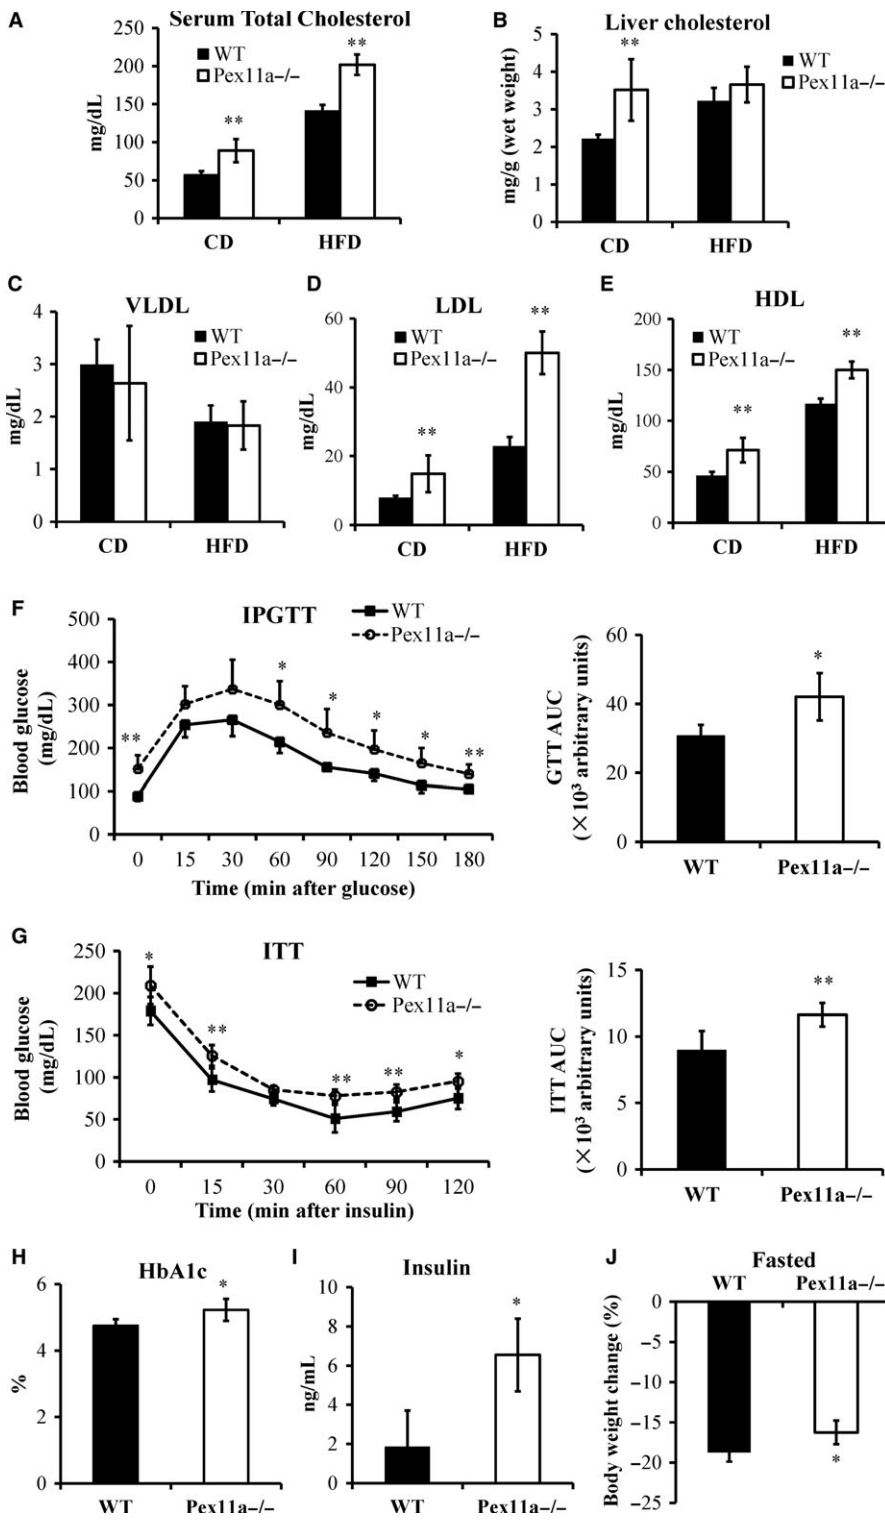 A
Serum Total Cholesterol
mg/dL
250
200
150
100
50
0
WT
Pex11a−/−
**
**
CD HFD
B
Liver cholesterol
mg/g (wet weight)
5
4
3
2
1
0
WT
Pex11a−/−
**
CD HFD
C
VLDL
mg/dL
4
3
2
1
0
WT
Pex11a−/−
CD HFD
D
LDL
mg/dL
60
40
20
0
WT
Pex11a−/−
**
**
CD HFD
E
HDL
mg/dL
200
150
100
50
0
WT
Pex11a−/−
**
**
CD HFD
F
IPGTT
WT
Pex11a−/−
Blood glucose
(mg/dL)
500
400
300
200
100
0
** * * * * **
0 15 30 60 90 120 150 180
Time (min after glucose)
GTT AUC
(×10³ arbitrary units)
60
40
20
0
*
WT Pex11a−/−
G
ITT
WT
Pex11a−/−
Blood glucose
(mg/dL)
250
200
150
100
50
0
* ** ** ** *
0 15 30 60 90 120
Time (min after insulin)
ITT AUC
(×10³ arbitrary units)
15
10
5
0
**
WT Pex11a−/−
H
HbA1c
%
6
4
2
0
*
WT Pex11a−/−
I
Insulin
ng/mL
10
8
6
4
2
0
*
WT Pex11a−/−
J
Fasted
WT Pex11a−/−
Body weight change (%)
0
−5
−10
−15
−20
−25
*